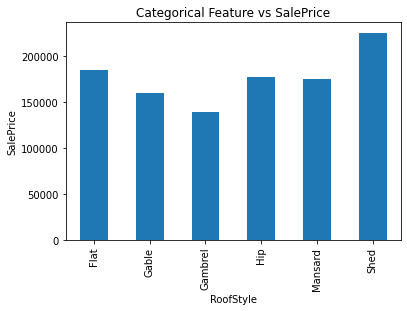 Categorical Feature vs SalePrice
SalePrice
200000
150000
100000
50000
0
Flat
Gable
Gambrel
Hip
Mansard
Shed
RoofStyle